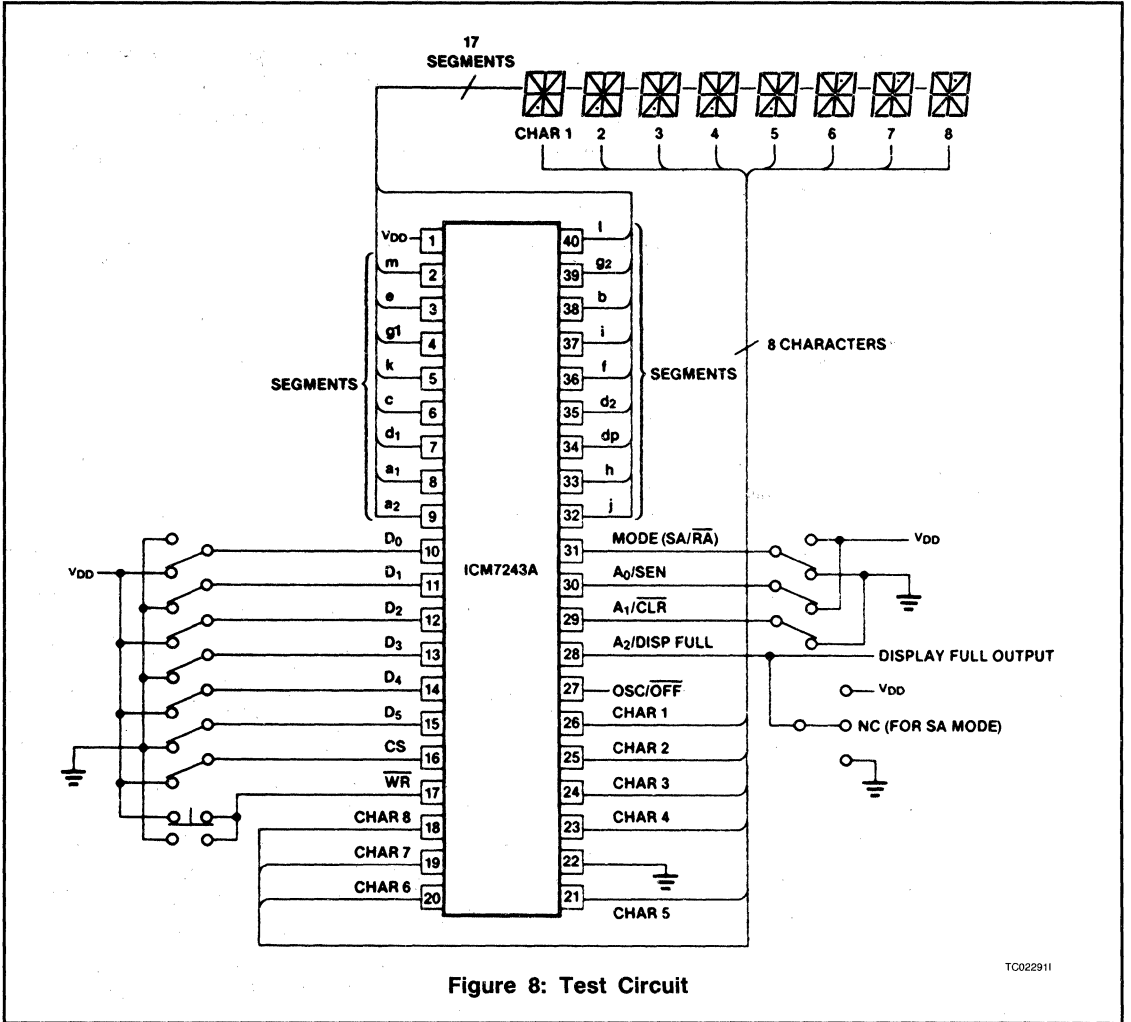 17
SEGMENTS
CHAR 1 2 3 4 5 6 7 8
8 CHARACTERS
ICM7243A
SEGMENTS
SEGMENTS
VDD 1
m 2
e 3
g1 4
k 5
c 6
d1 7
a1 8
a2 9
D0 10
D1 11
D2 12
D3 13
D4 14
D5 15
CS 16
W̅R̅ 17
CHAR 8 18
CHAR 7 19
CHAR 6 20
VDD
40 l
39 g2
38 b
37 i
36 f
35 d2
34 dp
33 h
32 j
31 MODE (SA/R̅A̅)
30 A0/SEN
29 A1/C̅L̅R̅
28 A2/DISP FULL
27 OSC/O̅F̅F̅
26 CHAR 1
25 CHAR 2
24 CHAR 3
23 CHAR 4
22
21 CHAR 5
VDD
DISPLAY FULL OUTPUT
VDD
NC (FOR SA MODE)
TC02291I
Figure 8: Test Circuit